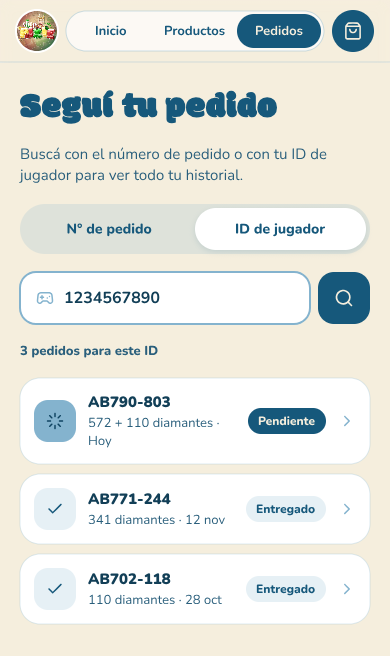 Inicio
Productos
Pedidos
Seguí tu pedido
Buscá con el número de pedido o con tu ID de
jugador para ver todo tu historial.
N° de pedido
ID de jugador
1234567890
3 pedidos para este ID
AB790-803
572 + 110 diamantes ·
Hoy
Pendiente
AB771-244
341 diamantes · 12 nov
Entregado
AB702-118
110 diamantes · 28 oct
Entregado